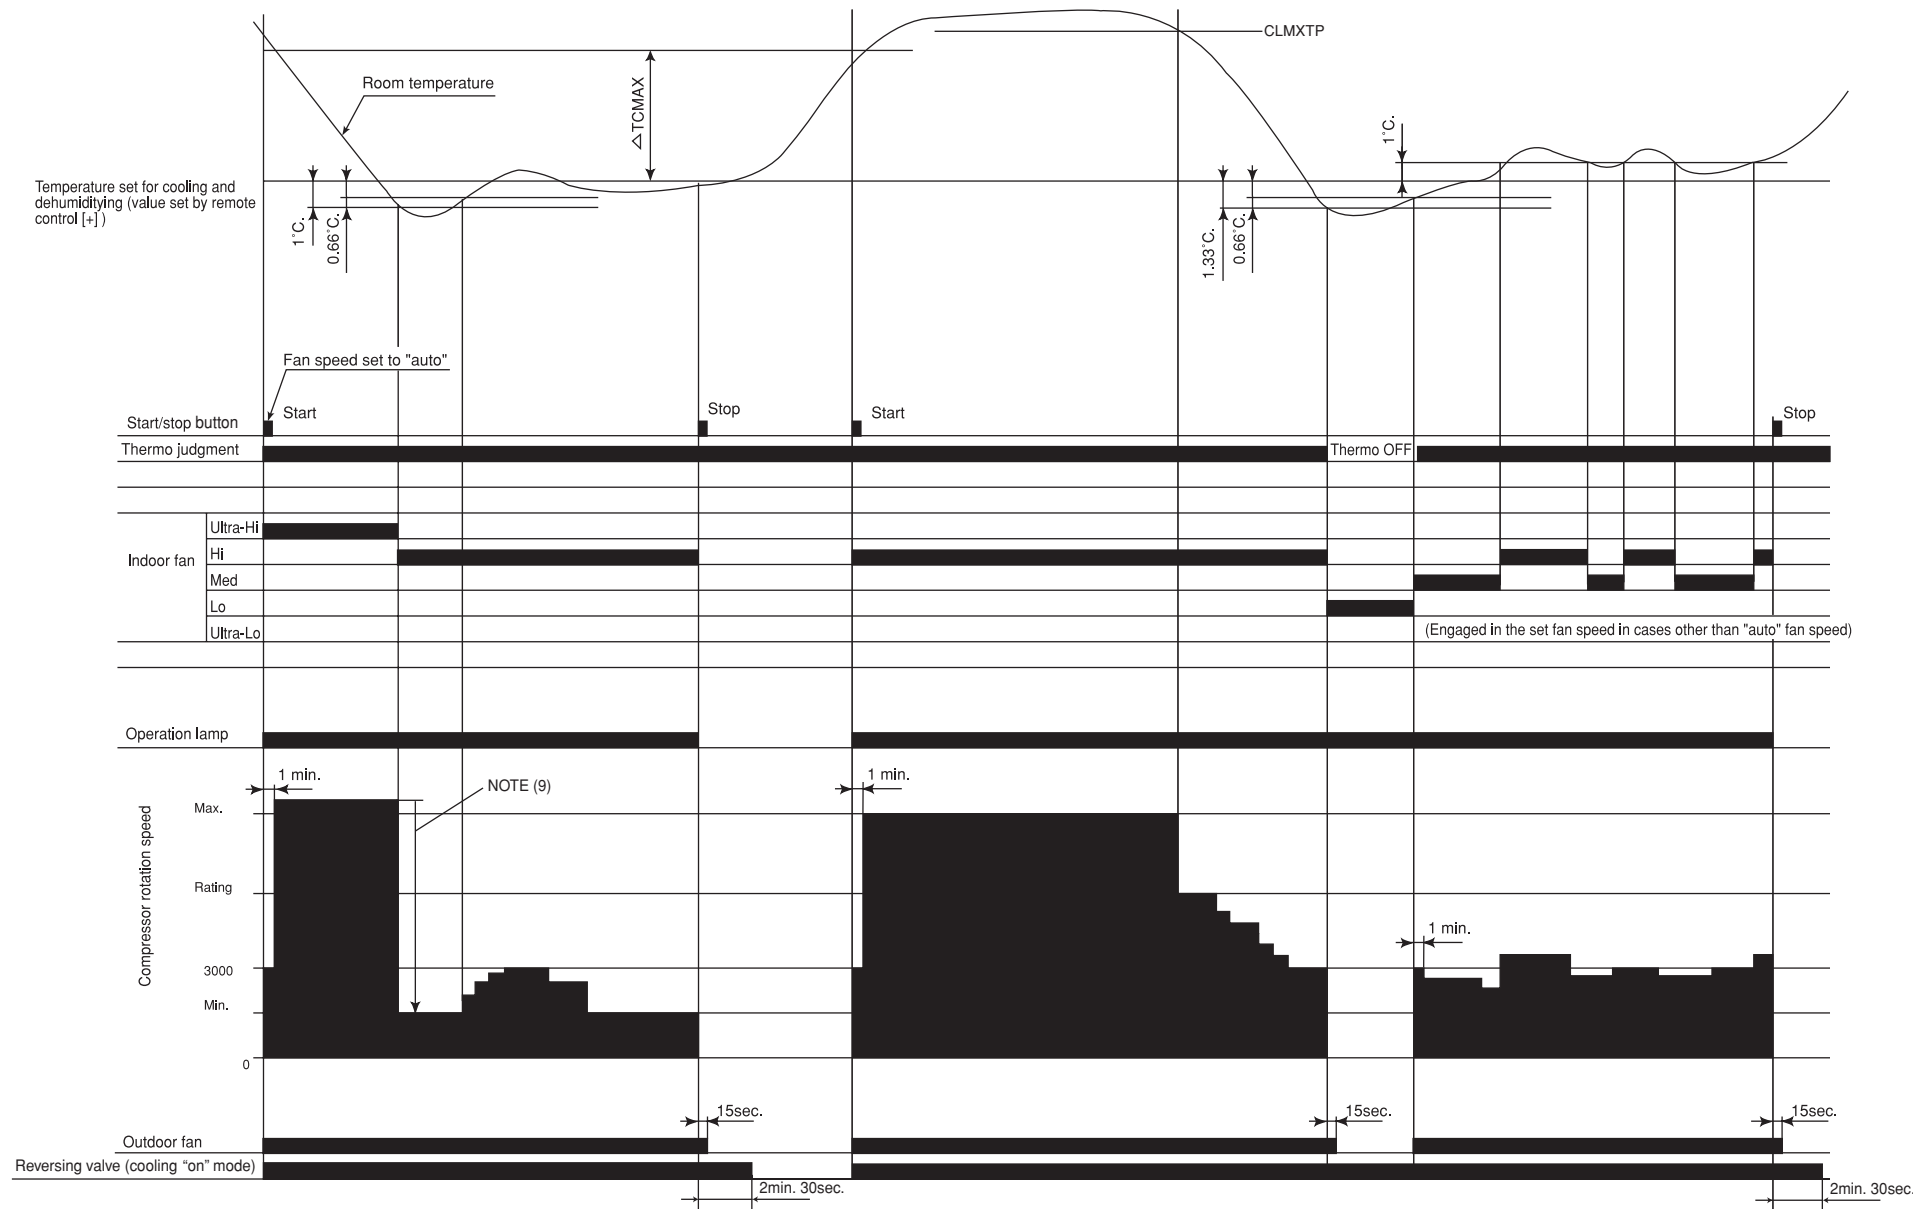 CLMXTP
Room temperature
△TCMAX
1°C.
Temperature set for cooling and
dehumiditying (value set by remote
control [+] )
1°C.
0.66°C.
1.33°C.
0.66°C.
Fan speed set to "auto"
Start/stop button
Start
Stop
Start
Stop
Thermo judgment
Thermo OFF
Indoor fan
Ultra-Hi
Hi
Med
Lo
Ultra-Lo
(Engaged in the set fan speed in cases other than "auto" fan speed)
Operation lamp
Compressor rotation speed
1 min.
NOTE (9)
1 min.
Max.
Rating
1 min.
3000
Min.
0
15sec.
15sec.
15sec.
Outdoor fan
Reversing valve (cooling “on” mode)
2min. 30sec.
2min. 30sec.